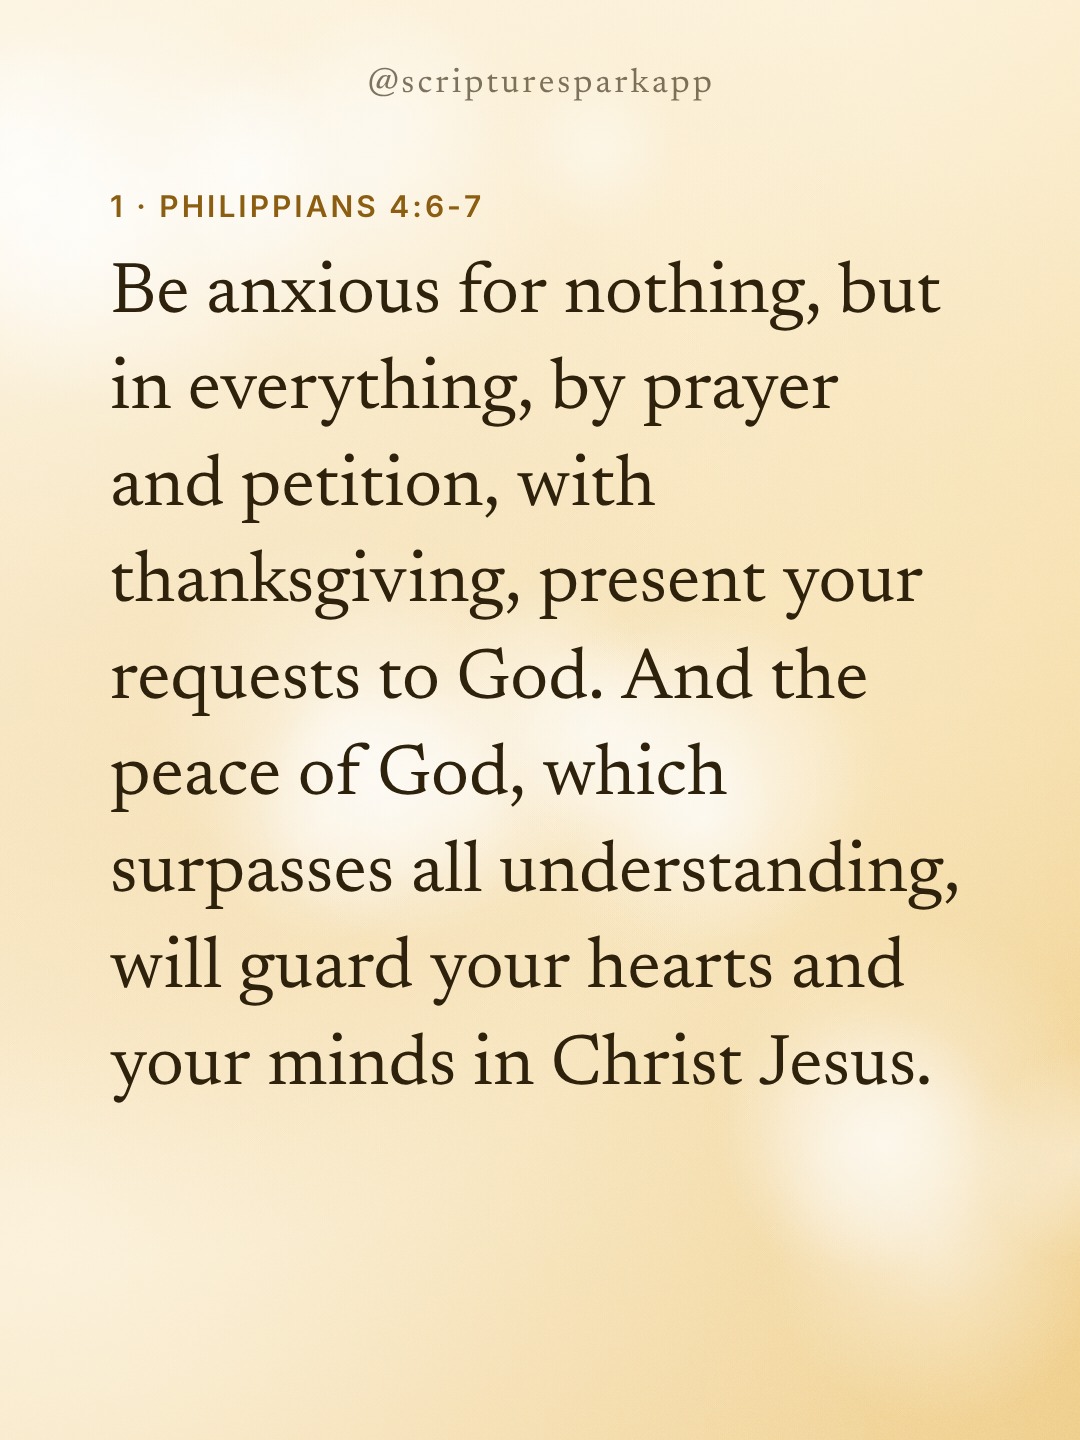 @scripturesparkapp
1 · PHILIPPIANS 4:6-7
Be anxious for nothing, but
in everything, by prayer
and petition, with
thanksgiving, present your
requests to God. And the
peace of God, which
surpasses all understanding,
will guard your hearts and
your minds in Christ Jesus.